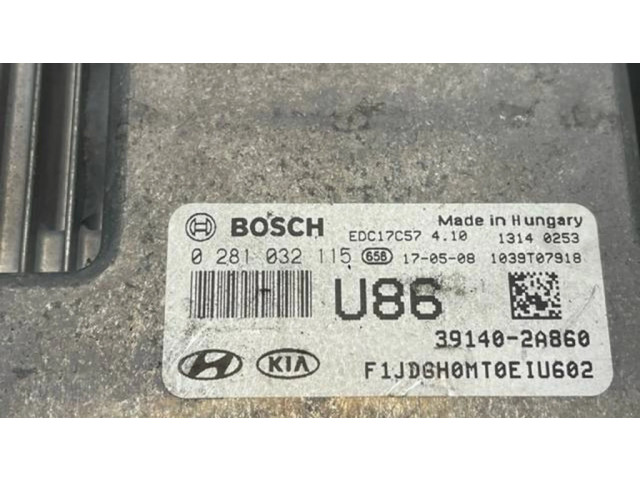 BOSCH EDC17C57 4.10 Made in Hungary
1314 0253
0 281 032 115 65B 17-05-08 1039T07918
U86
39140-2A860
KIA F1JDGH0MT0EIU602